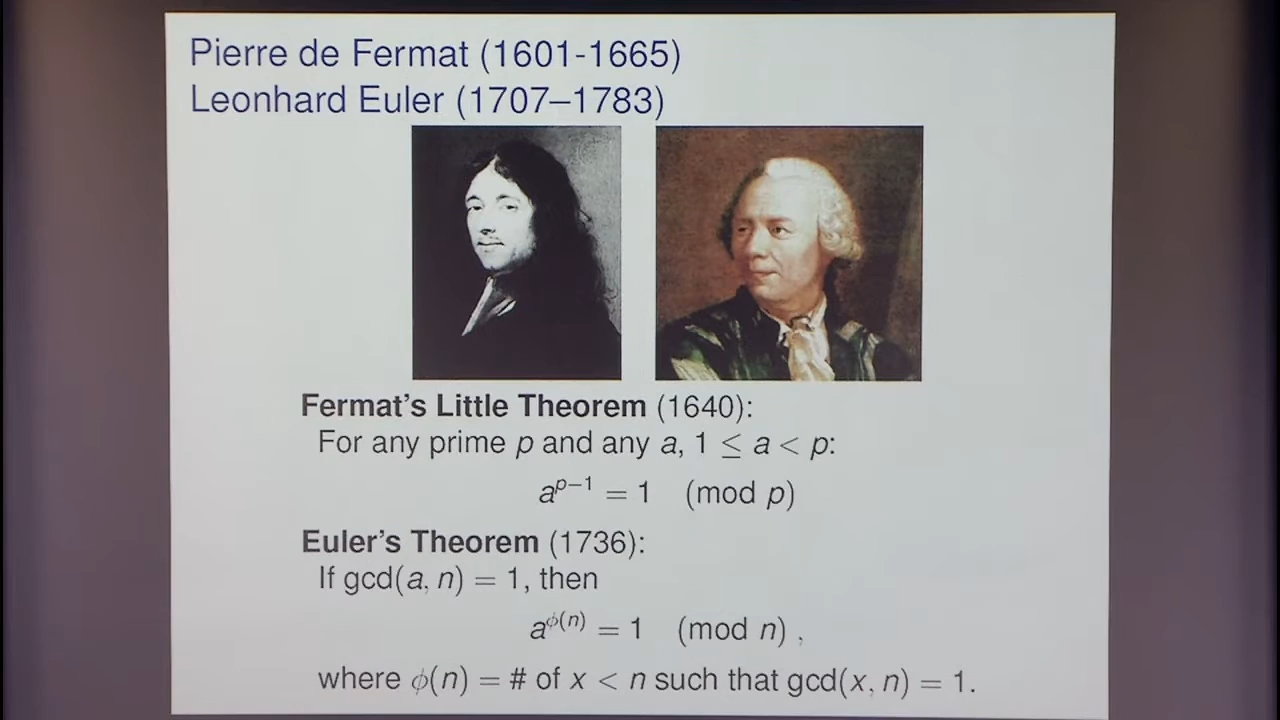 Pierre de Fermat (1601-1665)
Leonhard Euler (1707–1783)
Fermat's Little Theorem (1640):
For any prime p and any a, 1 ≤ a < p:
a^{p−1} = 1 (mod p)
Euler's Theorem (1736):
If gcd(a, n) = 1, then
a^{ϕ(n)} = 1 (mod n) ,
where ϕ(n) = # of x < n such that gcd(x, n) = 1.